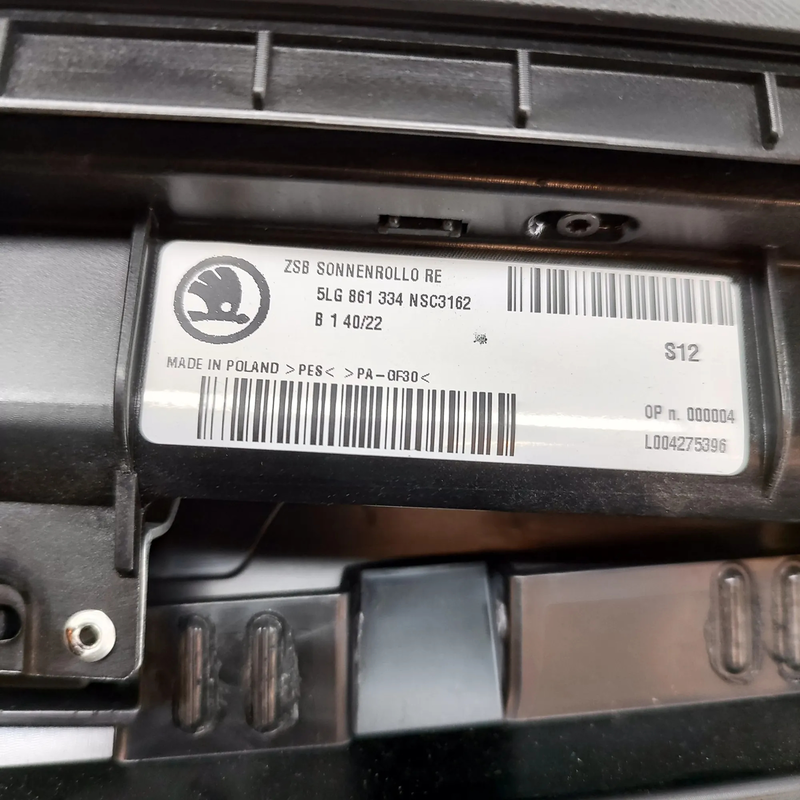 ZSB SONNENROLLO RE
5LG 861 334 NSC3162
B 1 40/22
S12
MADE IN POLAND >PES< >PA-GF30<
OP n. 000004
L004275396